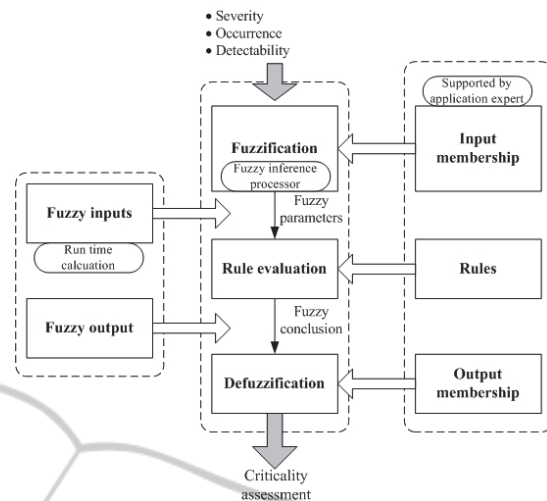 • Severity
• Occurrence
• Detectability
Supported by
application expert
Fuzzification
Fuzzy inference
processor
Input
membership
Fuzzy inputs
Run time
calcuation
Fuzzy
parameters
Rule evaluation
Rules
Fuzzy output
Fuzzy
conclusion
Defuzzification
Output
membership
Criticality
assessment